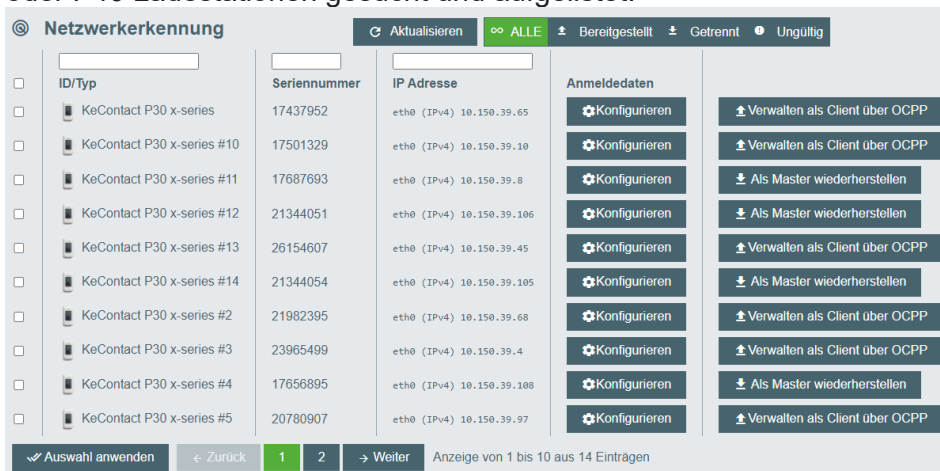 oder P40 Ladestationen gesucht und aufgelistet.
Netzwerkerkennung
Aktualisieren ALLE Bereitgestellt Getrennt Ungültig
ID/Typ Seriennummer IP Adresse Anmeldedaten
KeContact P30 x-series 17437952 eth0 (IPv4) 10.150.39.65 Konfigurieren Verwalten als Client über OCPP
KeContact P30 x-series #10 17501329 eth0 (IPv4) 10.150.39.10 Konfigurieren Verwalten als Client über OCPP
KeContact P30 x-series #11 17687693 eth0 (IPv4) 10.150.39.8 Konfigurieren Als Master wiederherstellen
KeContact P30 x-series #12 21344051 eth0 (IPv4) 10.150.39.106 Konfigurieren Als Master wiederherstellen
KeContact P30 x-series #13 26154607 eth0 (IPv4) 10.150.39.45 Konfigurieren Verwalten als Client über OCPP
KeContact P30 x-series #14 21344054 eth0 (IPv4) 10.150.39.105 Konfigurieren Als Master wiederherstellen
KeContact P30 x-series #2 21982395 eth0 (IPv4) 10.150.39.68 Konfigurieren Verwalten als Client über OCPP
KeContact P30 x-series #3 23965499 eth0 (IPv4) 10.150.39.4 Konfigurieren Verwalten als Client über OCPP
KeContact P30 x-series #4 17656895 eth0 (IPv4) 10.150.39.108 Konfigurieren Als Master wiederherstellen
KeContact P30 x-series #5 20780907 eth0 (IPv4) 10.150.39.97 Konfigurieren Verwalten als Client über OCPP
Auswahl anwenden ← Zurück 1 2 → Weiter Anzeige von 1 bis 10 aus 14 Einträgen